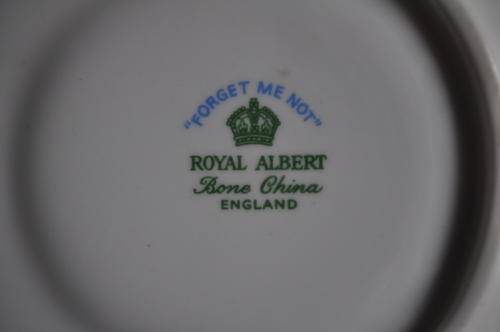 "FORGET ME NOT"
ROYAL ALBERT
Bone China
ENGLAND